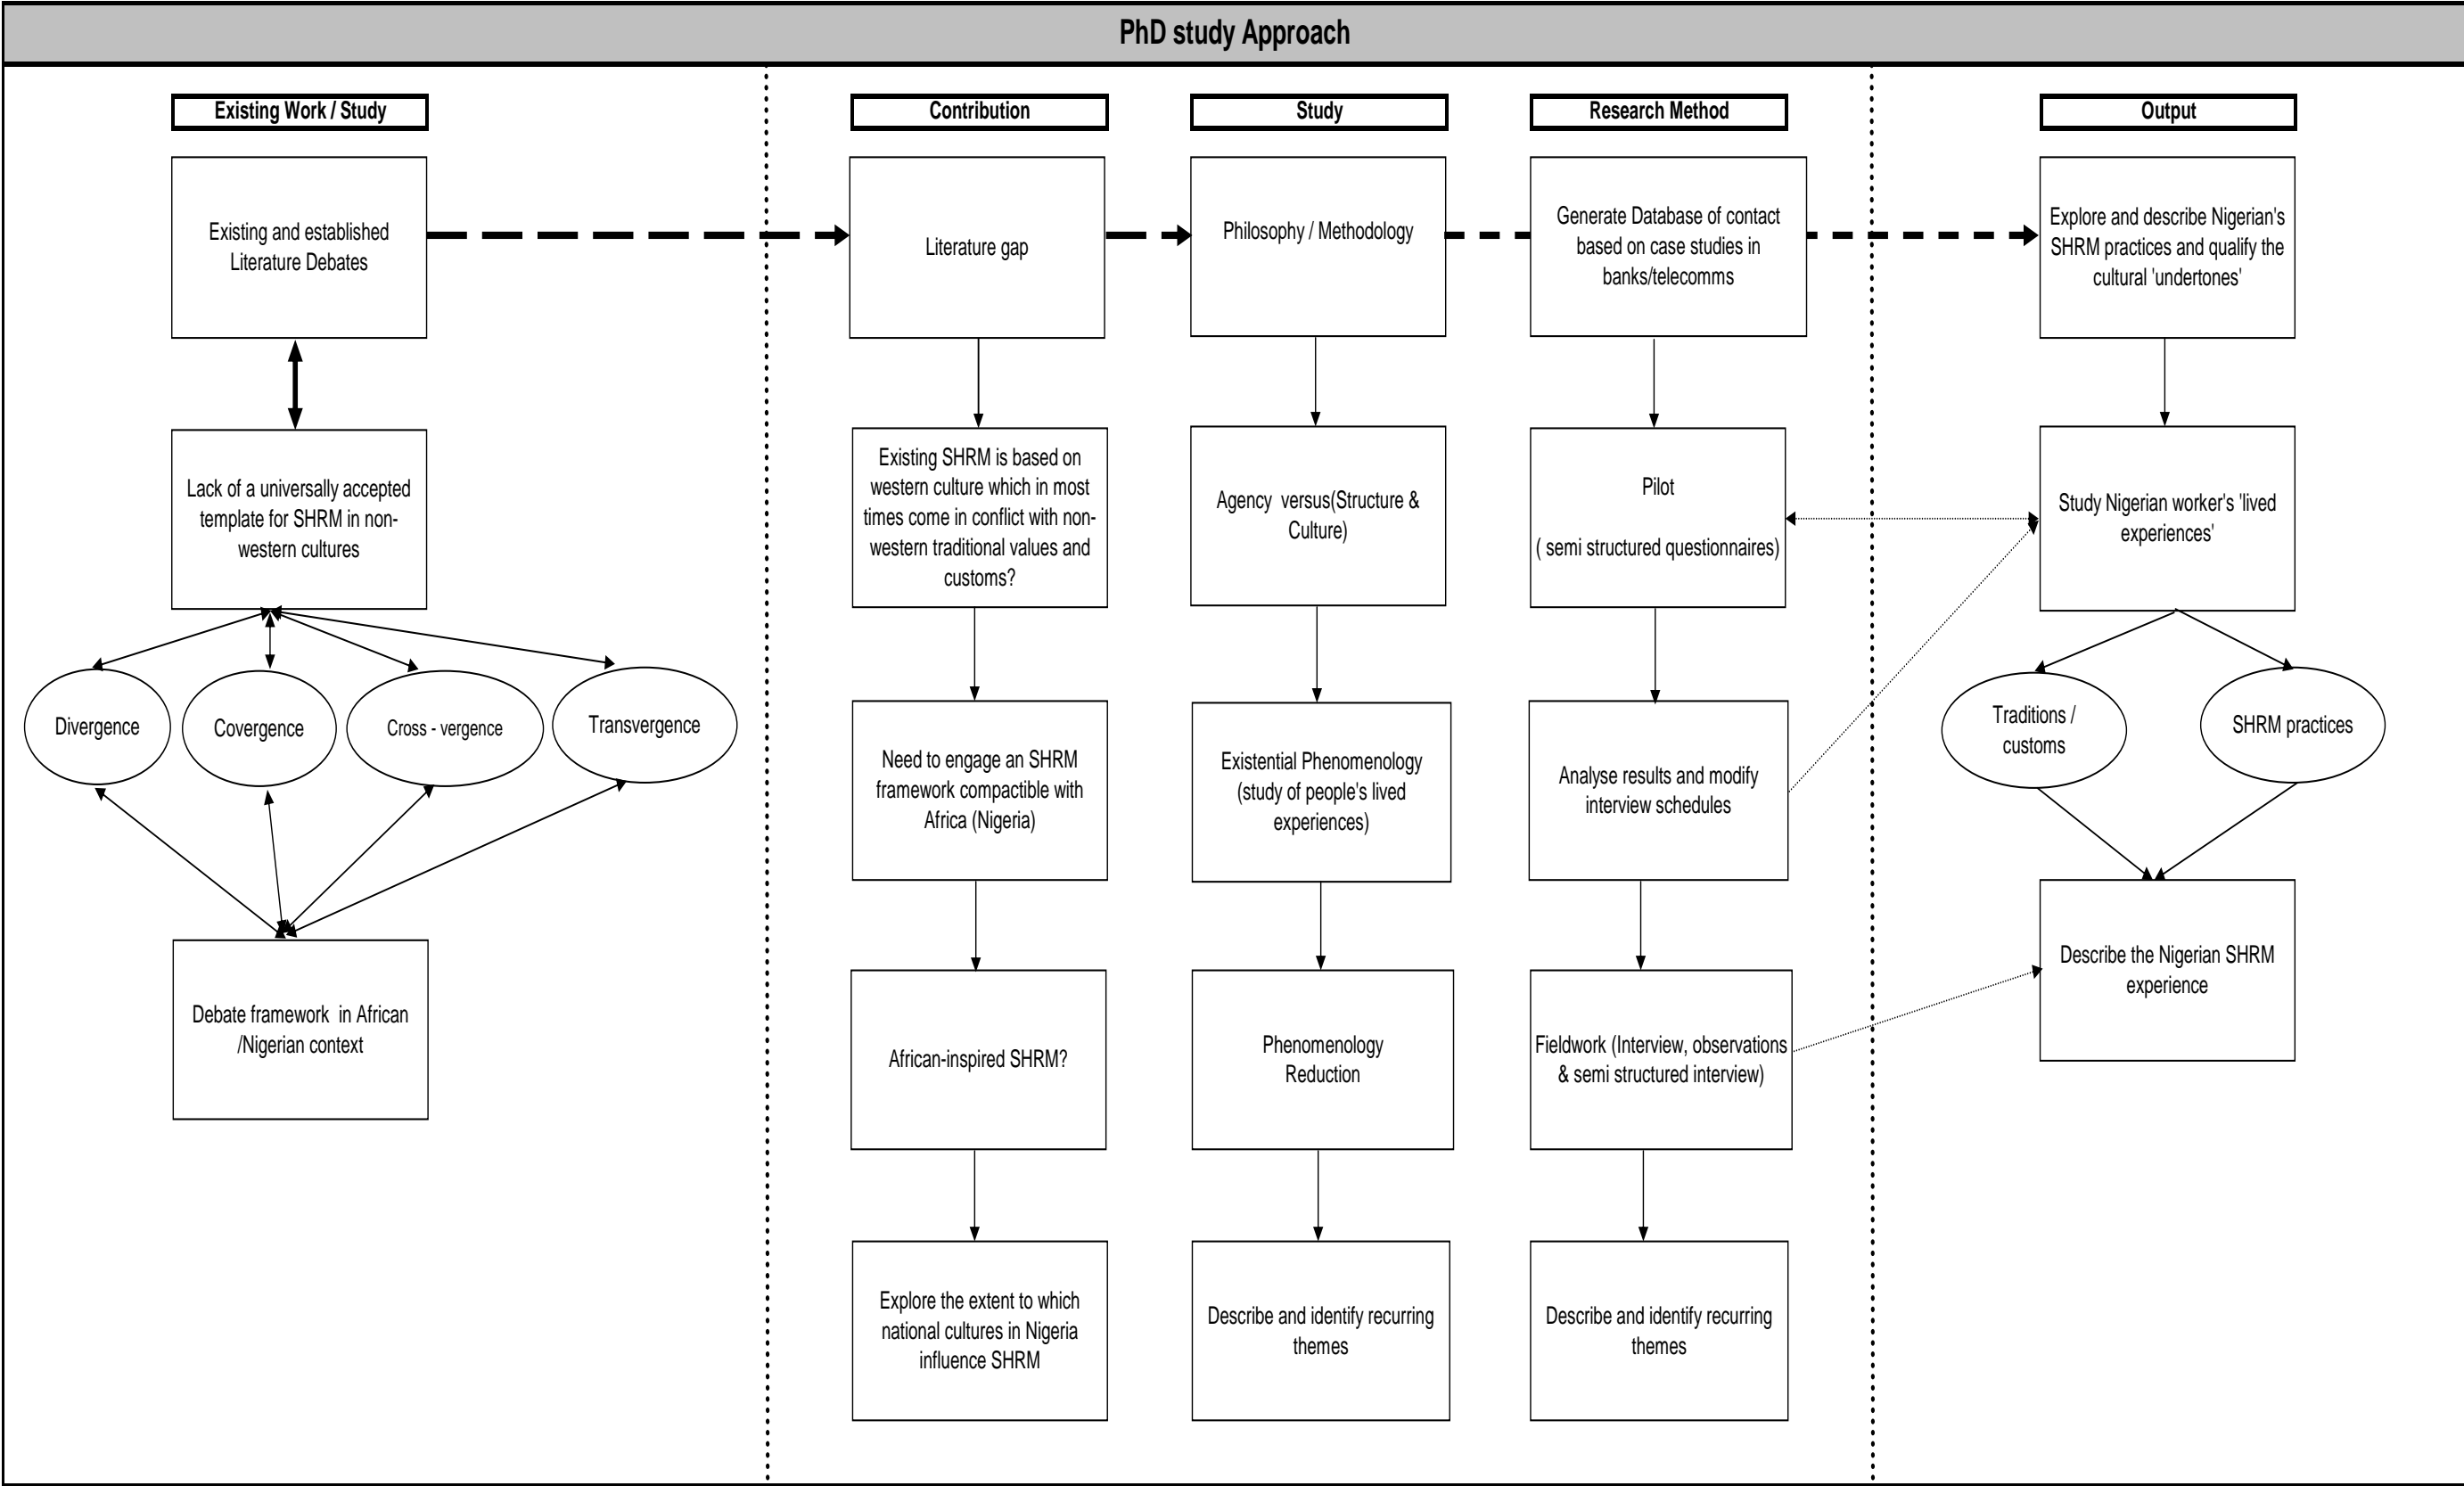 PhD study Approach
Existing Work / Study
Existing and established
Literature Debates
Lack of a universally accepted
template for SHRM in non-
western cultures
Divergence
Covergence
Cross - vergence
Transvergence
Debate framework in African
/Nigerian context
Contribution
Literature gap
Existing SHRM is based on
western culture which in most
times come in conflict with non-
western traditional values and
customs?
Need to engage an SHRM
framework compactible with
Africa (Nigeria)
African-inspired SHRM?
Explore the extent to which
national cultures in Nigeria
influence SHRM
Study
Philosophy / Methodology
Agency versus(Structure &
Culture)
Existential Phenomenology
(study of people's lived
experiences)
Phenomenology
Reduction
Describe and identify recurring
themes
Research Method
Generate Database of contact
based on case studies in
banks/telecomms
Pilot
( semi structured questionnaires)
Analyse results and modify
interview schedules
Fieldwork (Interview, observations
& semi structured interview)
Describe and identify recurring
themes
Output
Explore and describe Nigerian's
SHRM practices and qualify the
cultural 'undertones'
Study Nigerian worker's 'lived
experiences'
Traditions /
customs
SHRM practices
Describe the Nigerian SHRM
experience